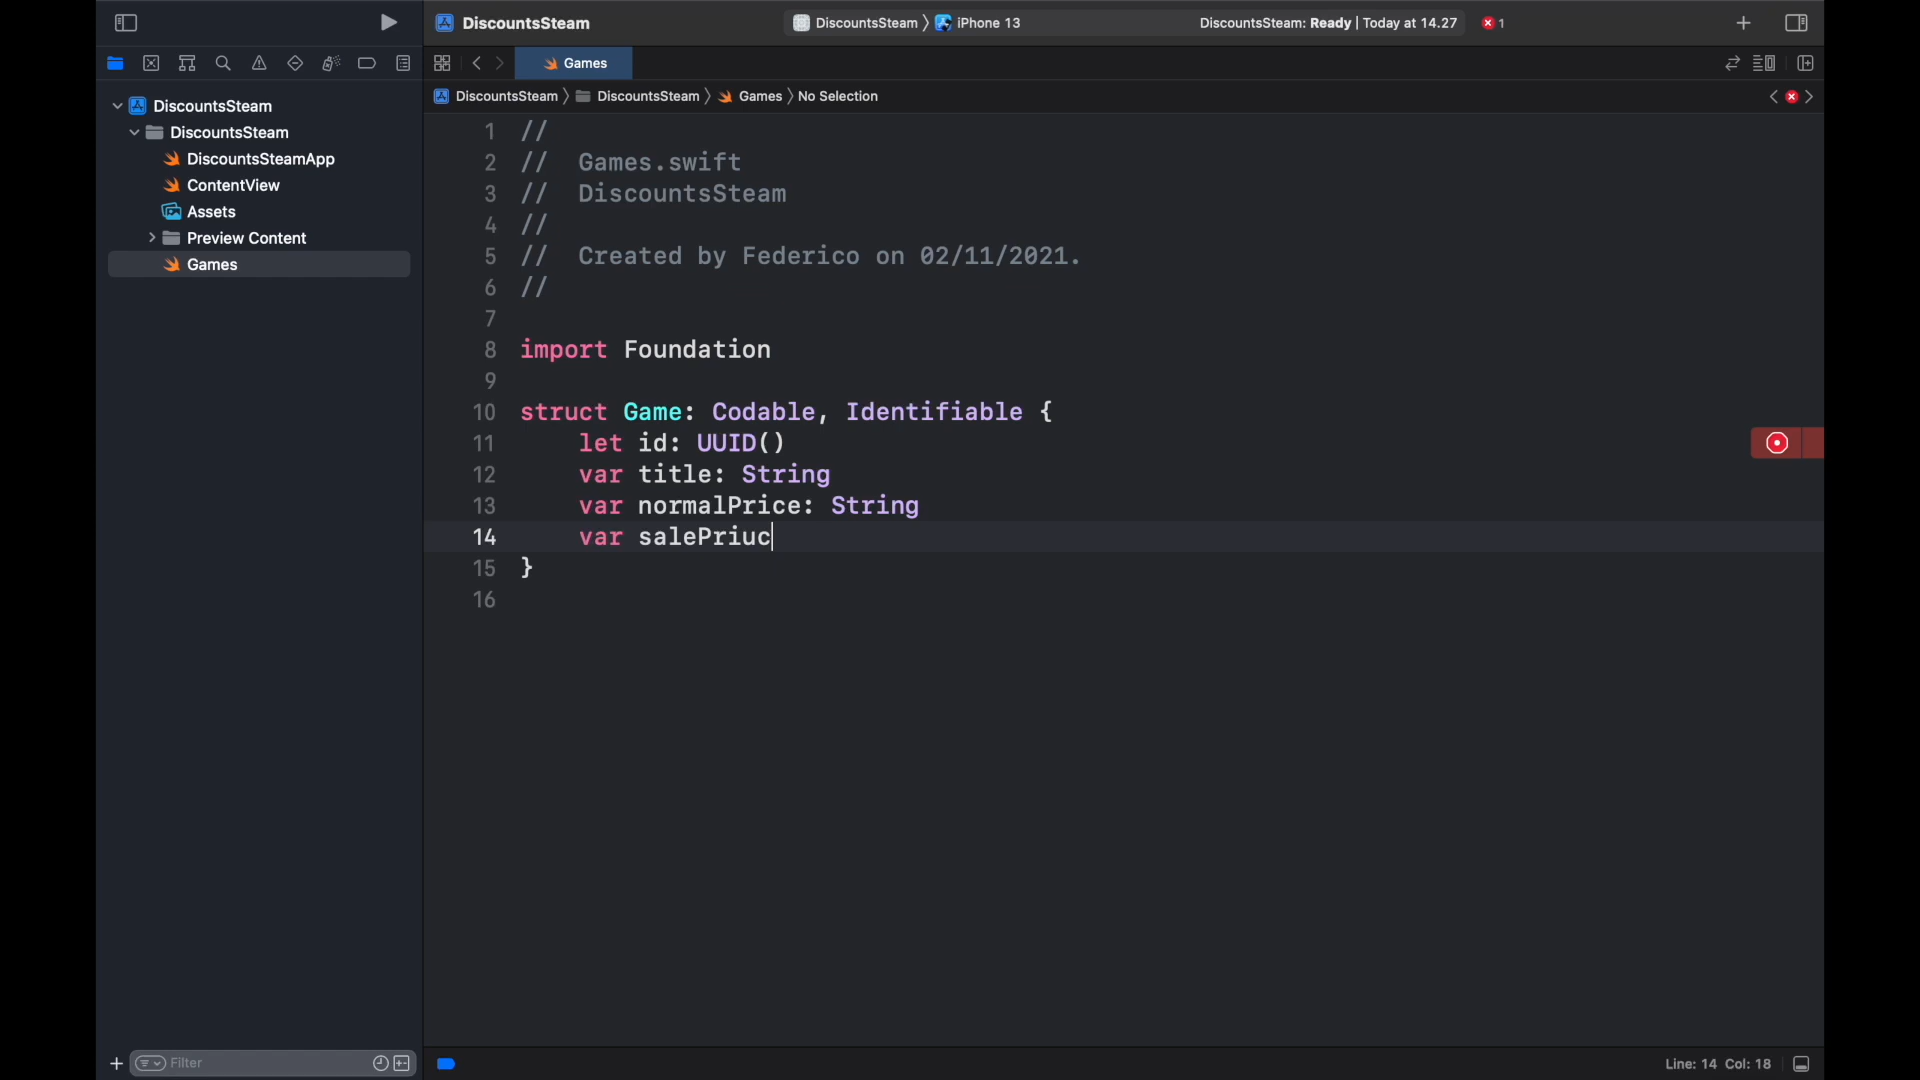 DiscountsSteam
DiscountsSteam 〉 iPhone 13
DiscountsSteam: Ready | Today at 14.27
1
Games
DiscountsSteam 〉 DiscountsSteam 〉 Games 〉 No Selection
DiscountsSteam
DiscountsSteam
DiscountsSteamApp
ContentView
Assets
Preview Content
Games
Filter
1 //
2 //  Games.swift
3 //  DiscountsSteam
4 //
5 //  Created by Federico on 02/11/2021.
6 //
7
8 import Foundation
9
10 struct Game: Codable, Identifiable {
11     let id: UUID()
12     var title: String
13     var normalPrice: String
14     var salePriuc
15 }
16
Line: 14  Col: 18